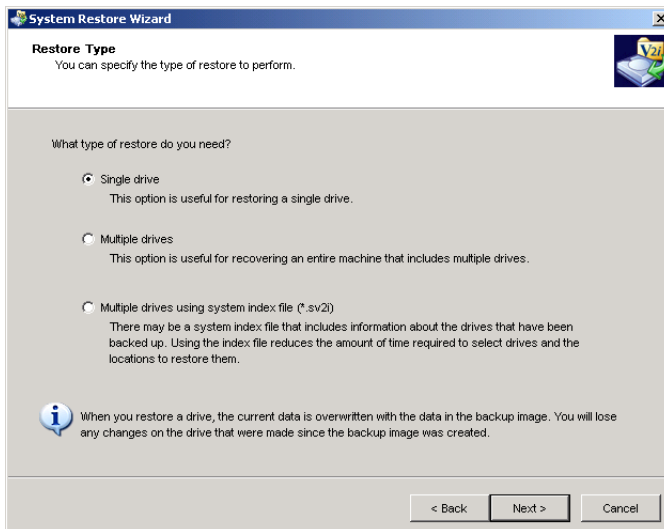 System Restore Wizard
Restore Type
You can specify the type of restore to perform.
V2i
What type of restore do you need?
Single drive
This option is useful for restoring a single drive.
Multiple drives
This option is useful for recovering an entire machine that includes multiple drives.
Multiple drives using system index file (*.sv2i)
There may be a system index file that includes information about the drives that have been
backed up. Using the index file reduces the amount of time required to select drives and the
locations to restore them.
When you restore a drive, the current data is overwritten with the data in the backup image. You will lose
any changes on the drive that were made since the backup image was created.
< Back Next > Cancel